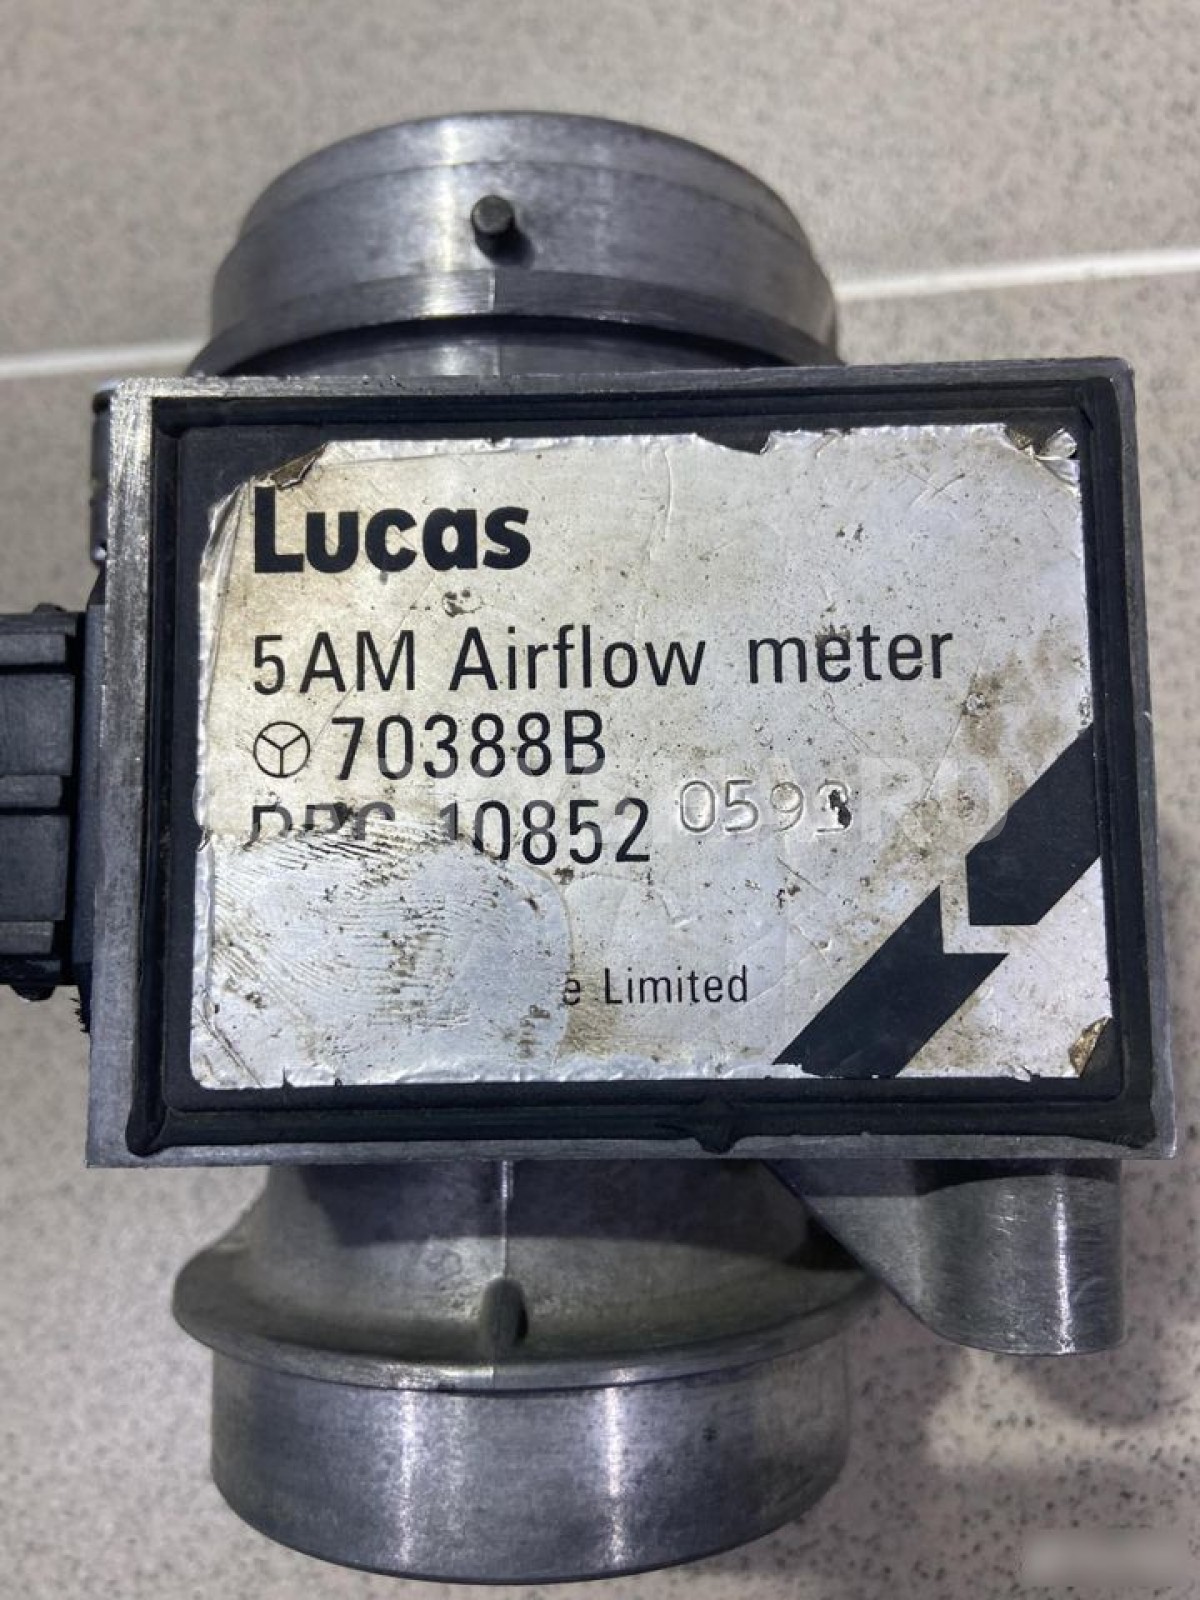 Lucas
5AM Airflow meter
70388B
10852 0593
e Limited